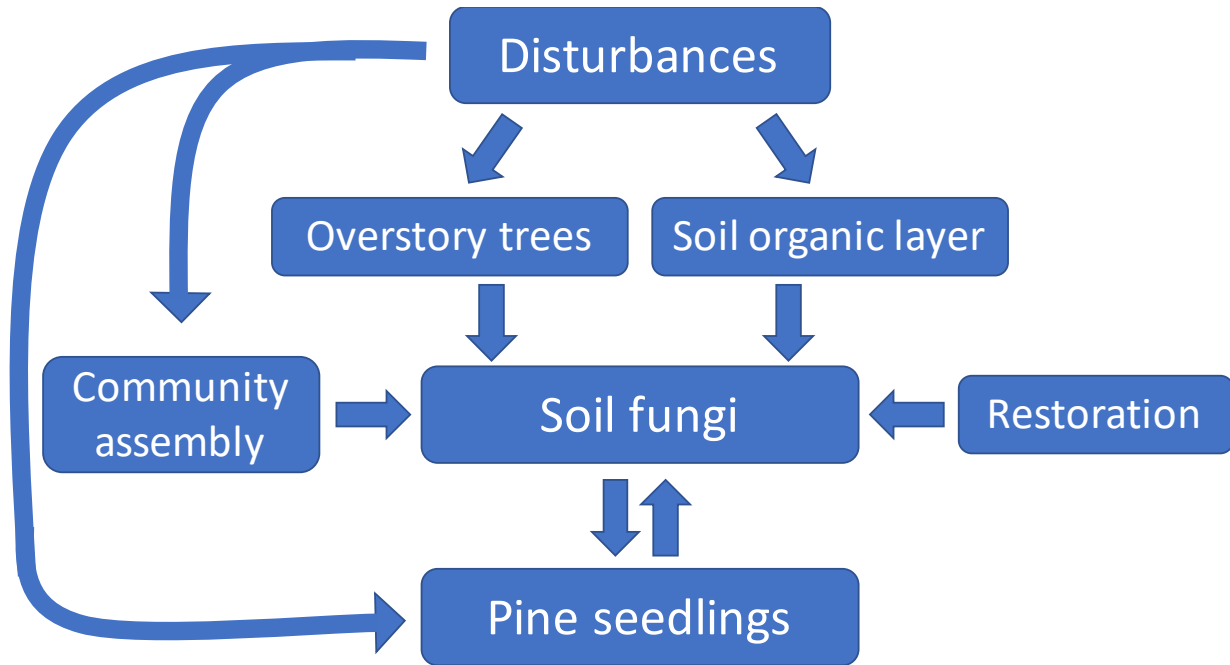 Disturbances
Overstory trees
Soil organic layer
Community
assembly
Soil fungi
Restoration
Pine seedlings